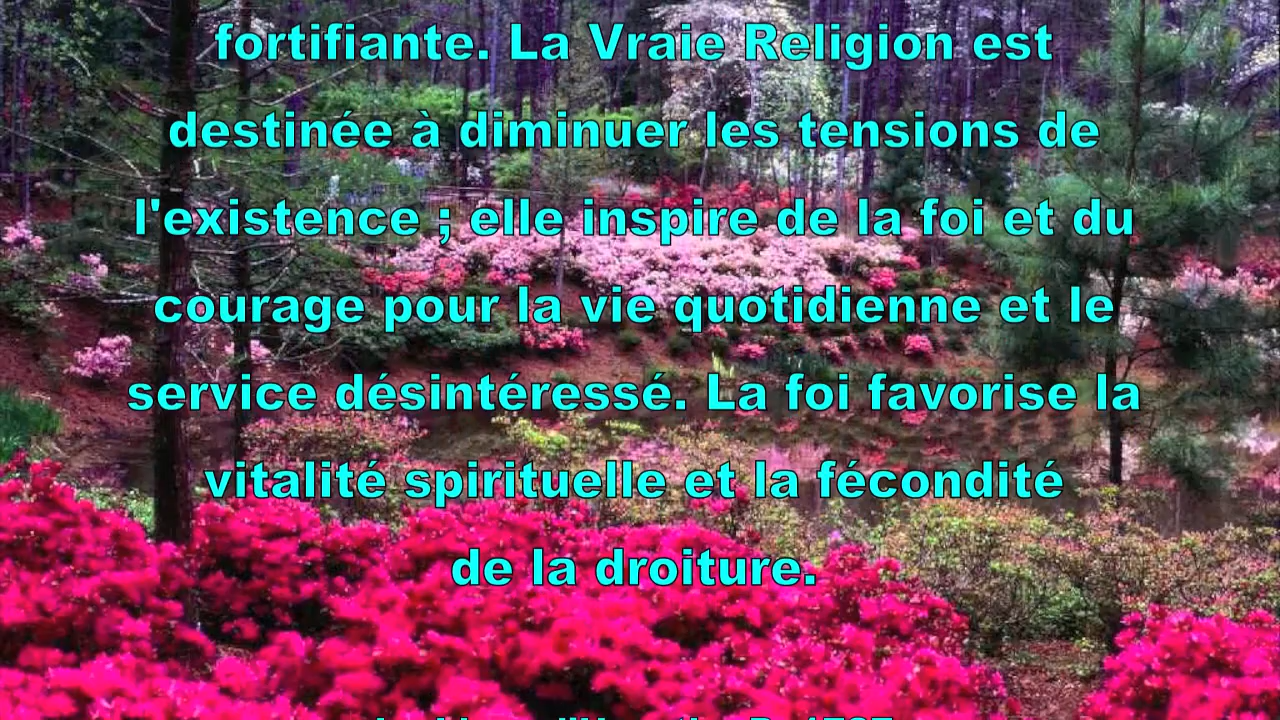 fortifiante. La Vraie Religion est
destinée à diminuer les tensions de
l'existence ; elle inspire de la foi et du
courage pour la vie quotidienne et le
service désintéressé. La foi favorise la
vitalité spirituelle et la fécondité
de la droiture.